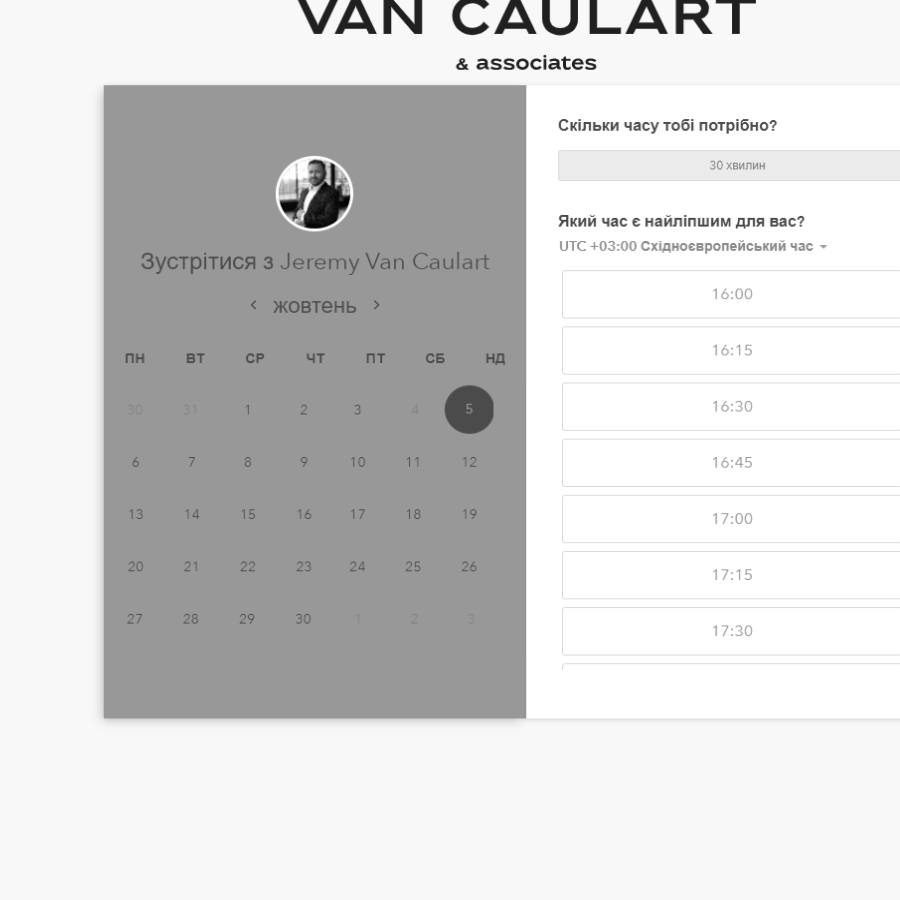 VAN CAULART
& associates
Зустрітися з Jeremy Van Caulart
жовтень
ПН ВТ СР ЧТ ПТ СБ НД
30 31 1 2 3 4 5
6 7 8 9 10 11 12
13 14 15 16 17 18 19
20 21 22 23 24 25 26
27 28 29 30 1 2 3
Скільки часу тобі потрібно?
30 хвилин
Який час є найліпшим для вас?
UTC +03:00 Східноєвропейський час
16:00
16:15
16:30
16:45
17:00
17:15
17:30